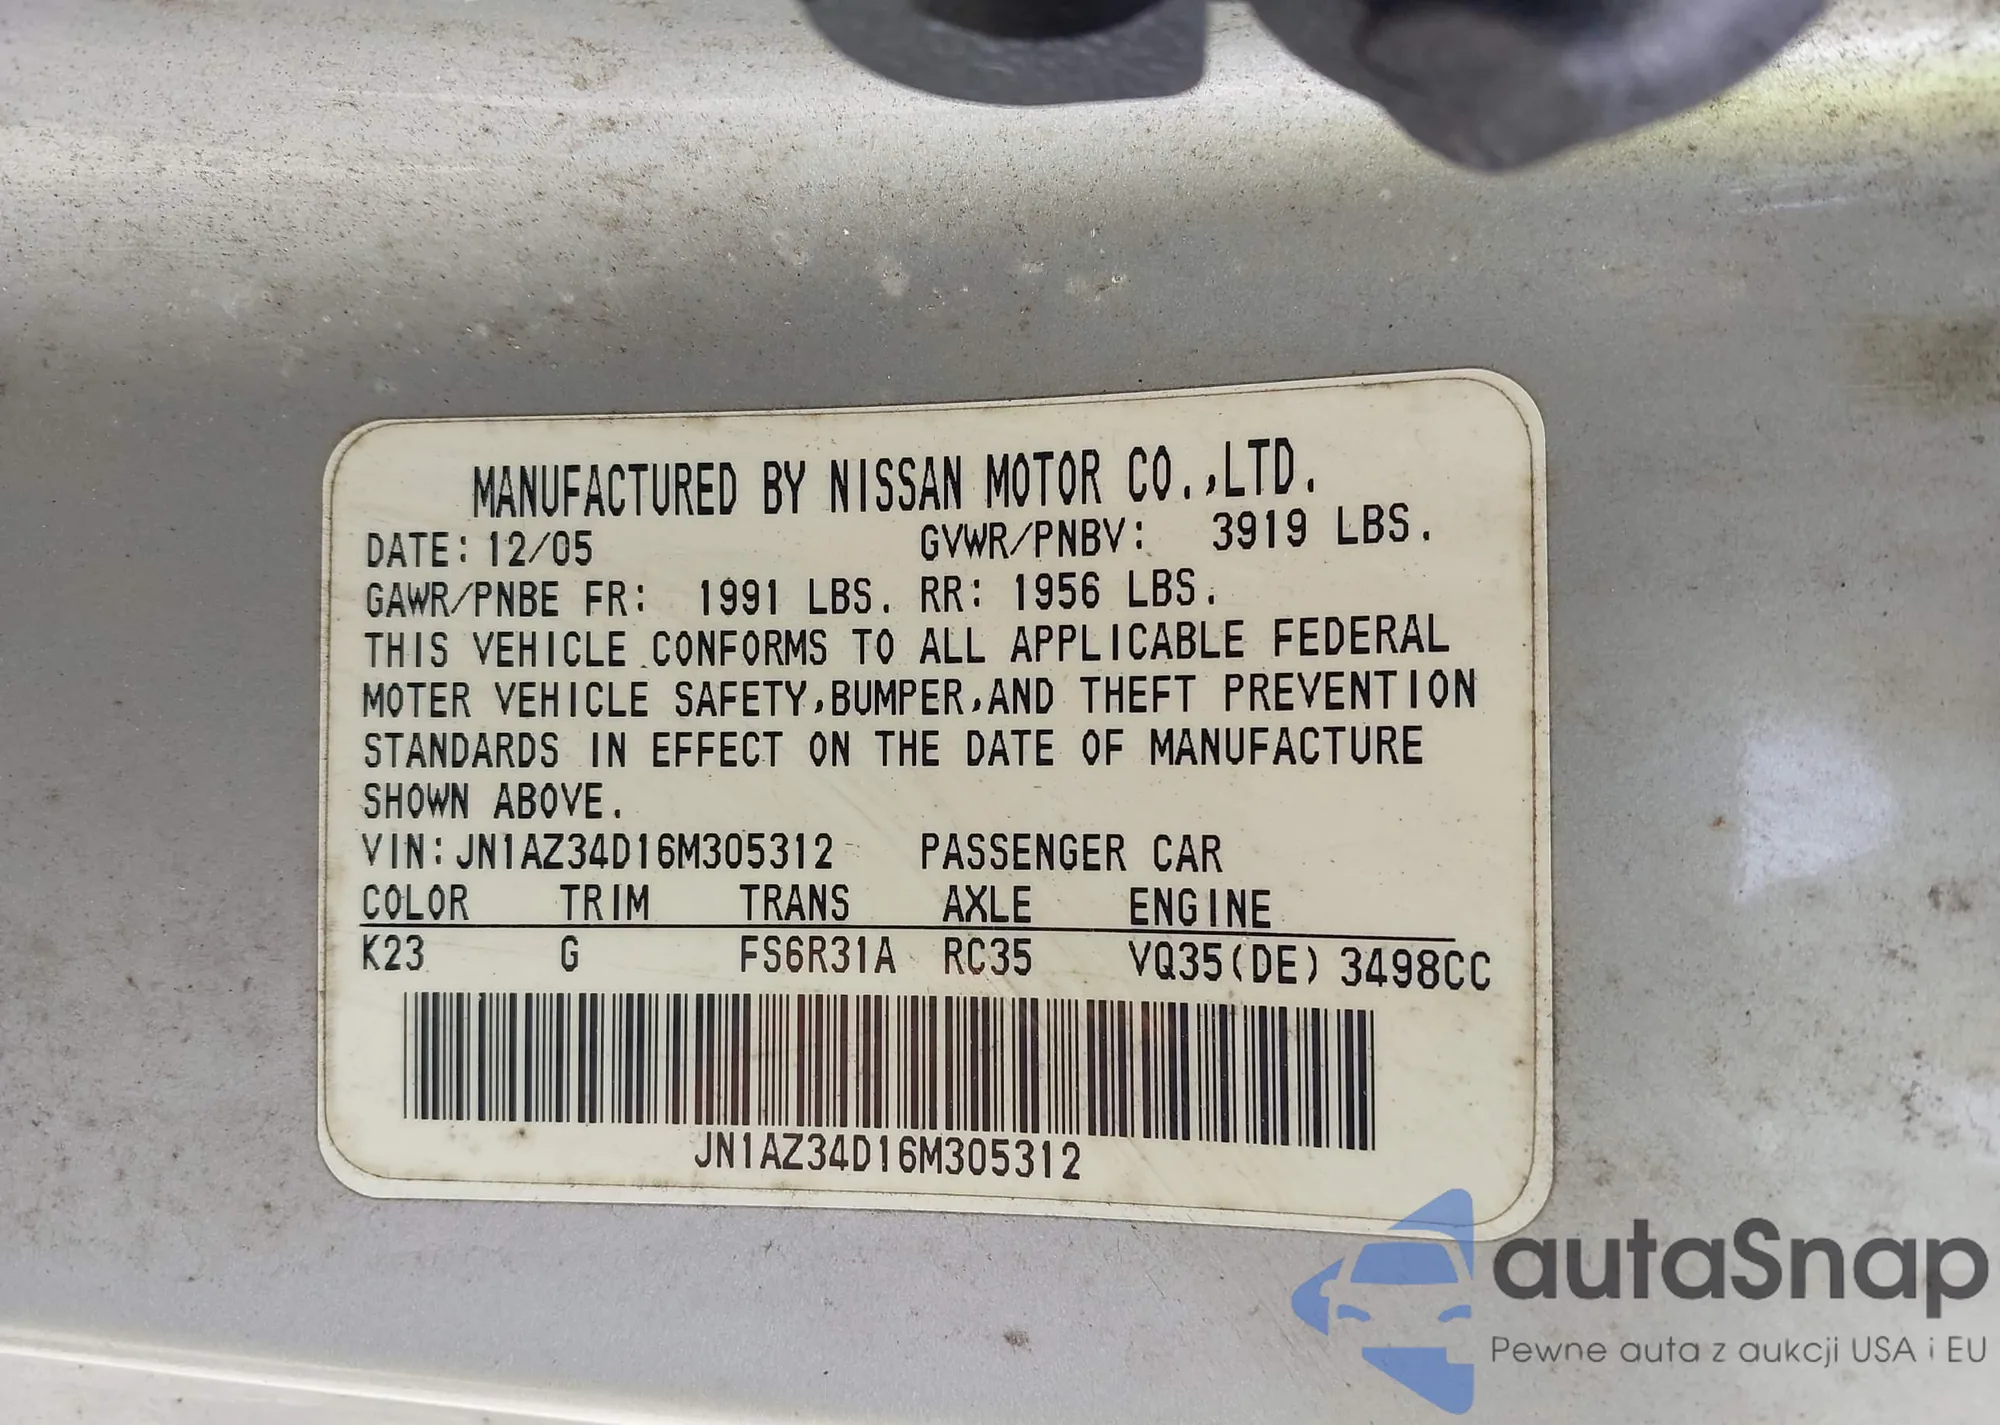 MANUFACTURED BY NISSAN MOTOR CO.,LTD.
DATE: 12/05 GVWR/PNBV: 3919 LBS.
GAWR/PNBE FR: 1991 LBS. RR: 1956 LBS.
THIS VEHICLE CONFORMS TO ALL APPLICABLE FEDERAL
MOTER VEHICLE SAFETY,BUMPER,AND THEFT PREVENTION
STANDARDS IN EFFECT ON THE DATE OF MANUFACTURE
SHOWN ABOVE.
VIN:JN1AZ34D16M305312 PASSENGER CAR
COLOR TRIM TRANS AXLE ENGINE
K23 G FS6R31A RC35 VQ35(DE) 3498CC
JN1AZ34D16M305312
autaSnap
Pewne auta z aukcji USA i EU